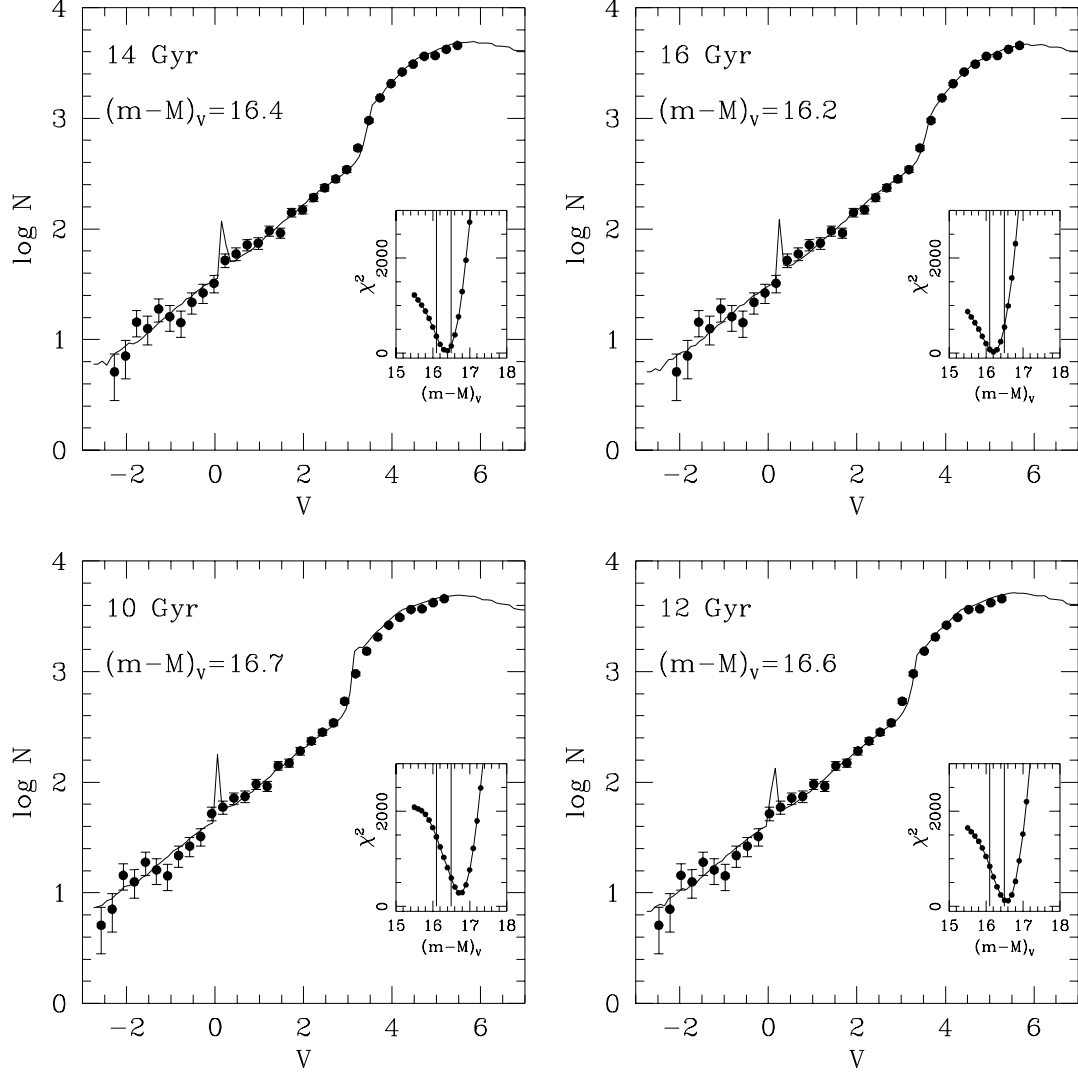 14 Gyr
(m−M)V=16.4
log N
4
3
2
1
0
−2 0 2 4 6
V
χ2
2000
0
15 16 17 18
(m−M)V
16 Gyr
(m−M)V=16.2
log N
4
3
2
1
0
−2 0 2 4 6
V
χ2
2000
0
15 16 17 18
(m−M)V
10 Gyr
(m−M)V=16.7
log N
4
3
2
1
0
−2 0 2 4 6
V
χ2
2000
0
15 16 17 18
(m−M)V
12 Gyr
(m−M)V=16.6
log N
4
3
2
1
0
−2 0 2 4 6
V
χ2
2000
0
15 16 17 18
(m−M)V